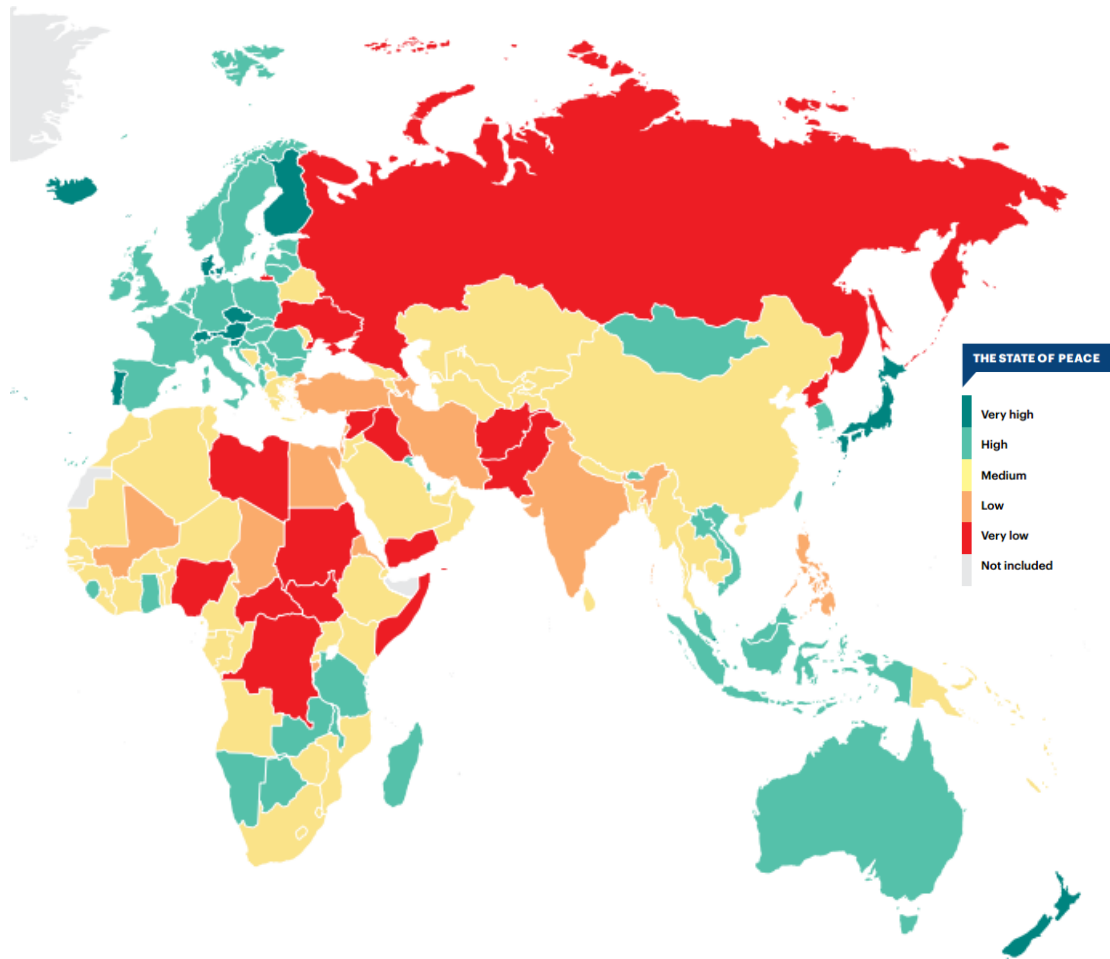 THE STATE OF PEACE
Very high
High
Medium
Low
Very low
Not included